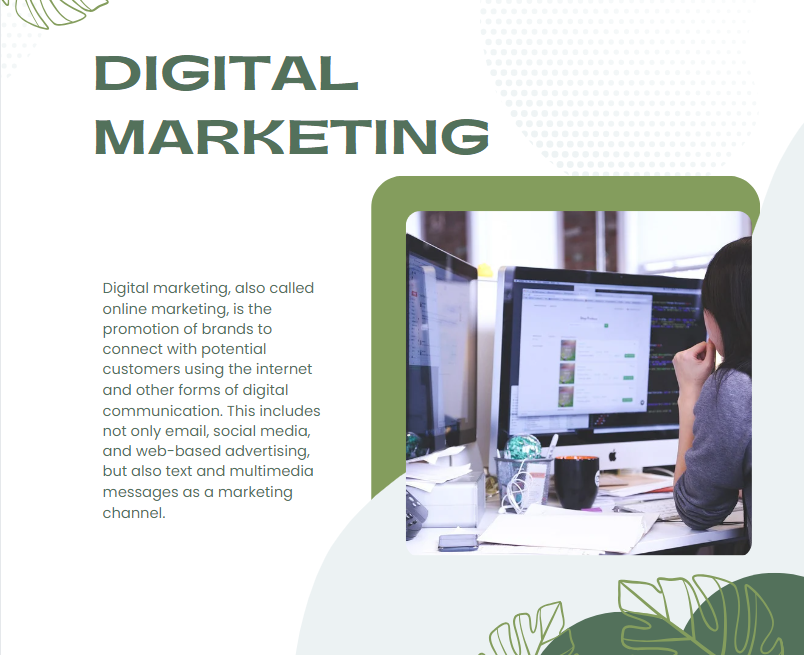 DIGITAL
MARKETING
Digital marketing, also called
online marketing, is the
promotion of brands to
connect with potential
customers using the internet
and other forms of digital
communication. This includes
not only email, social media,
and web-based advertising,
but also text and multimedia
messages as a marketing
channel.